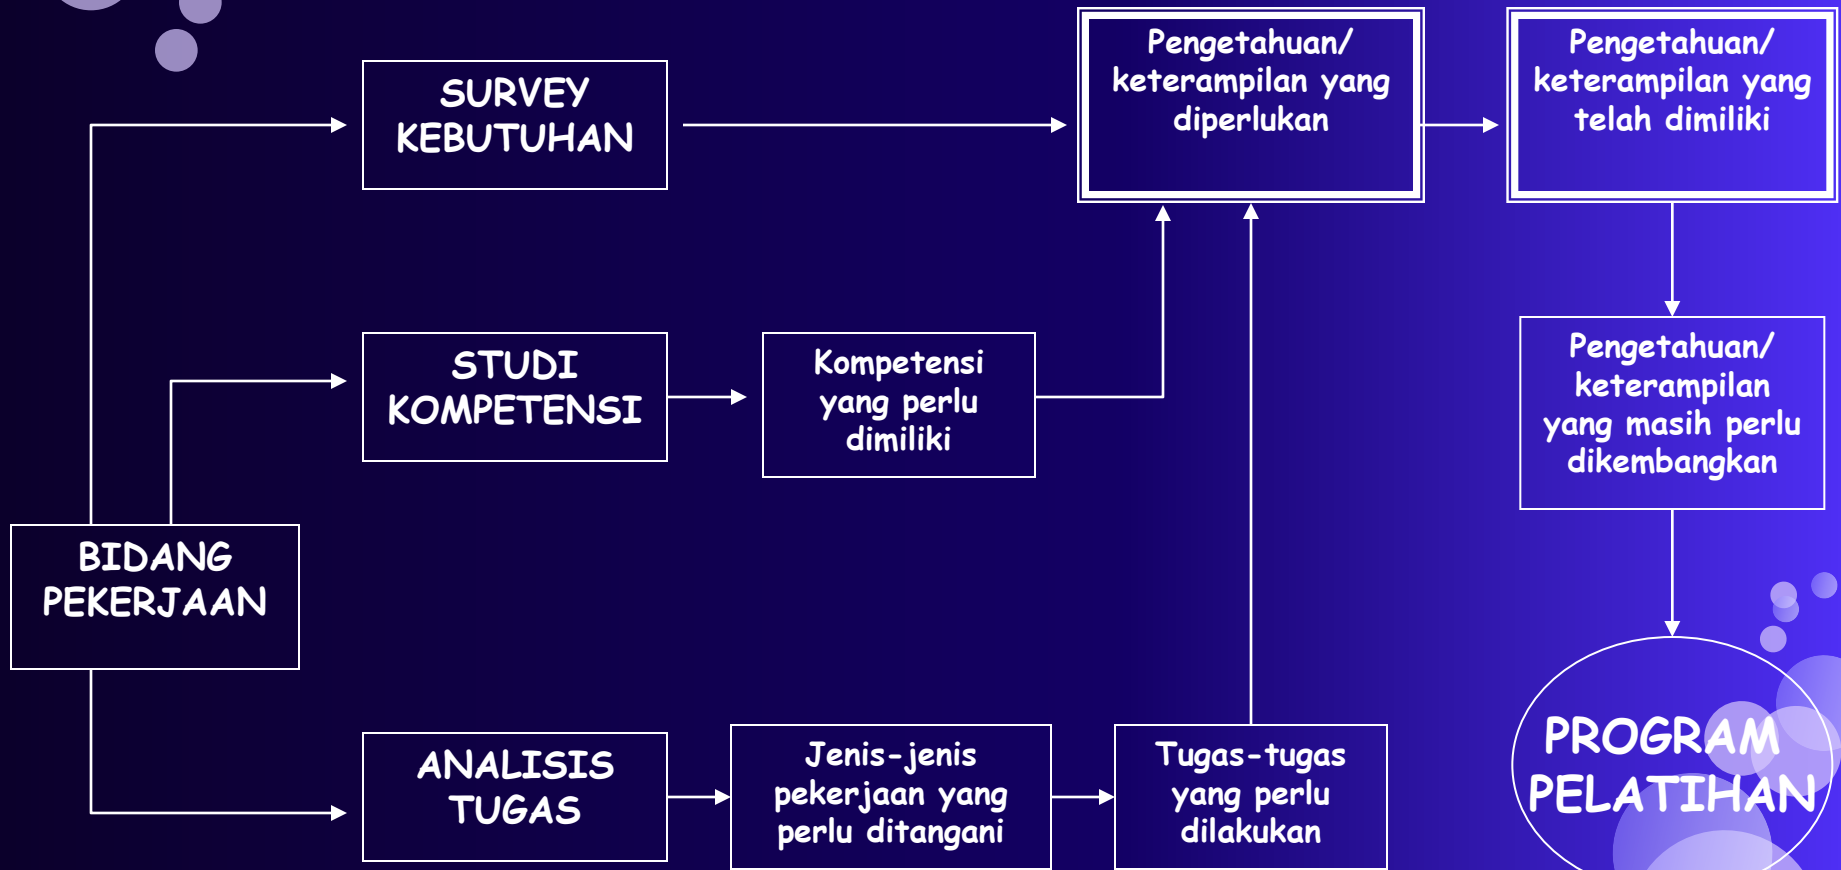 SURVEY
KEBUTUHAN
Pengetahuan/
keterampilan yang
diperlukan
Pengetahuan/
keterampilan yang
telah dimiliki
STUDI
KOMPETENSI
Kompetensi
yang perlu
dimiliki
Pengetahuan/
keterampilan
yang masih perlu
dikembangkan
BIDANG
PEKERJAAN
ANALISIS
TUGAS
Jenis-jenis
pekerjaan yang
perlu ditangani
Tugas-tugas
yang perlu
dilakukan
PROGRAM
PELATIHAN